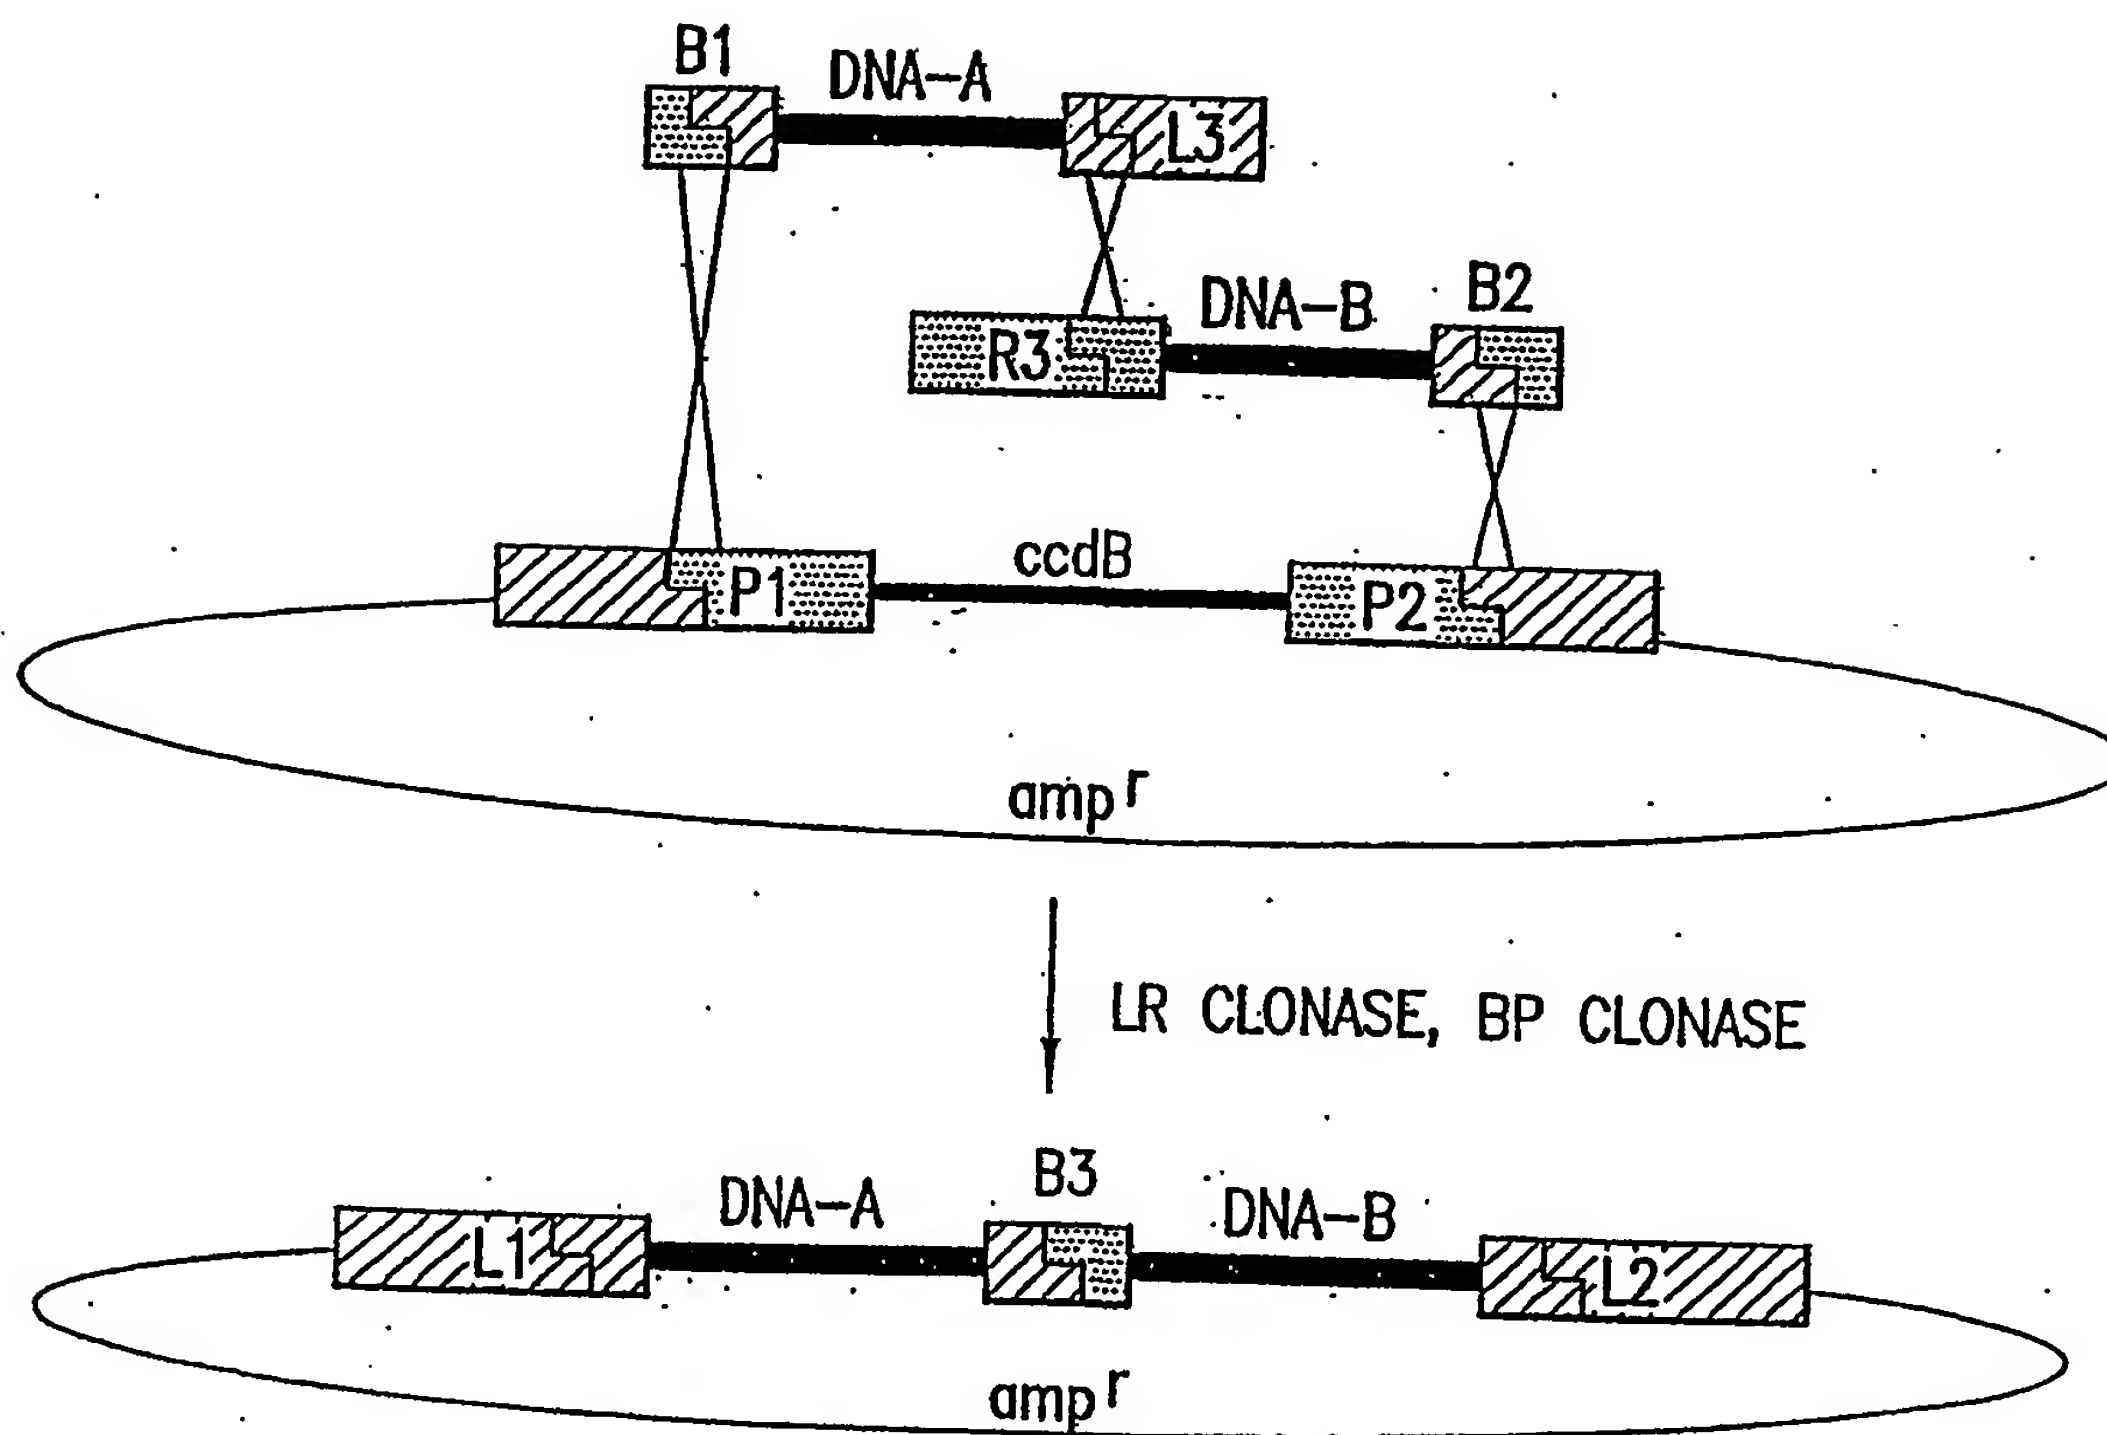 B1
DNA-A
L3
R3
DNA-B
B2
P1
ccdB
P2
amp r
LR CLONASE, BP CLONASE
L1
DNA-A
B3
DNA-B
L2
amp r